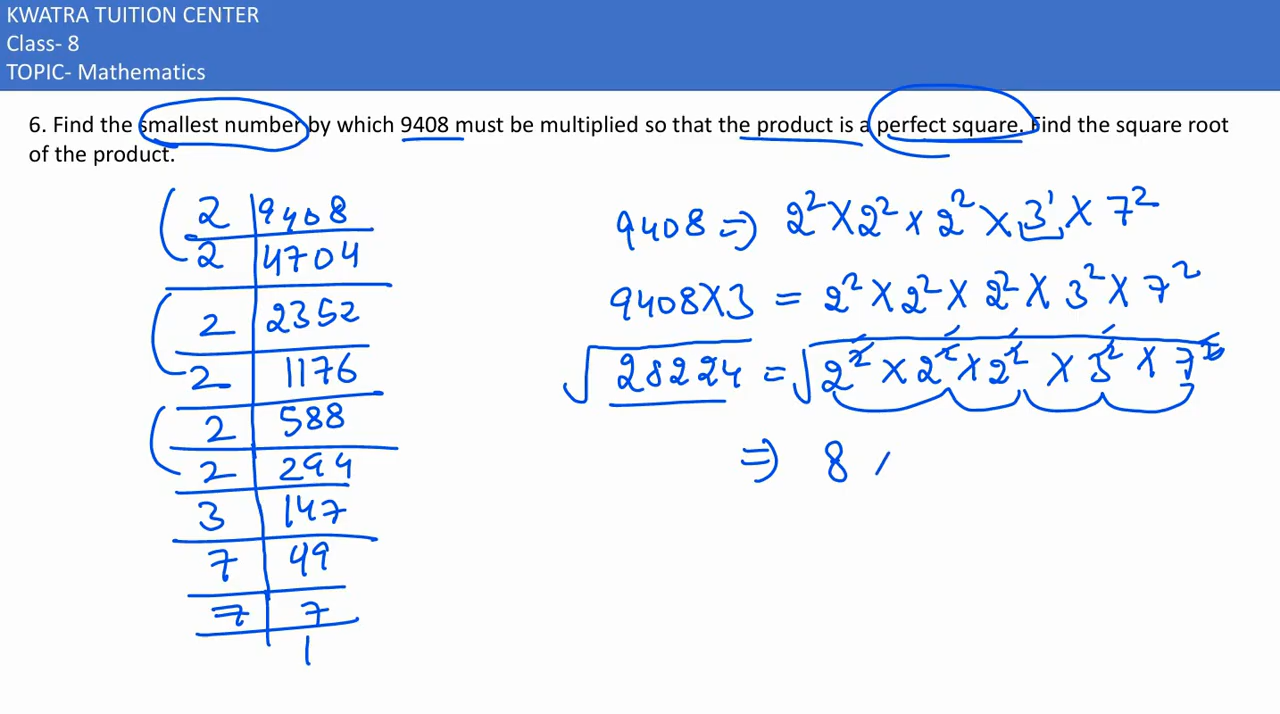 KWATRA TUITION CENTER
Class- 8
TOPIC- Mathematics
6. Find the smallest number by which 9408 must be multiplied so that the product is a perfect square. Find the square root
of the product.
2 | 9408
2 | 4704
2 | 2352
2 | 1176
2 | 588
2 | 294
3 | 147
7 | 49
7 | 7
1
9408 ⇒ 2² × 2² × 2² × 3¹ × 7²
9408 × 3 = 2² × 2² × 2² × 3² × 7²
√28224 = √2² × 2² × 2² × 3² × 7²
⇒ 8